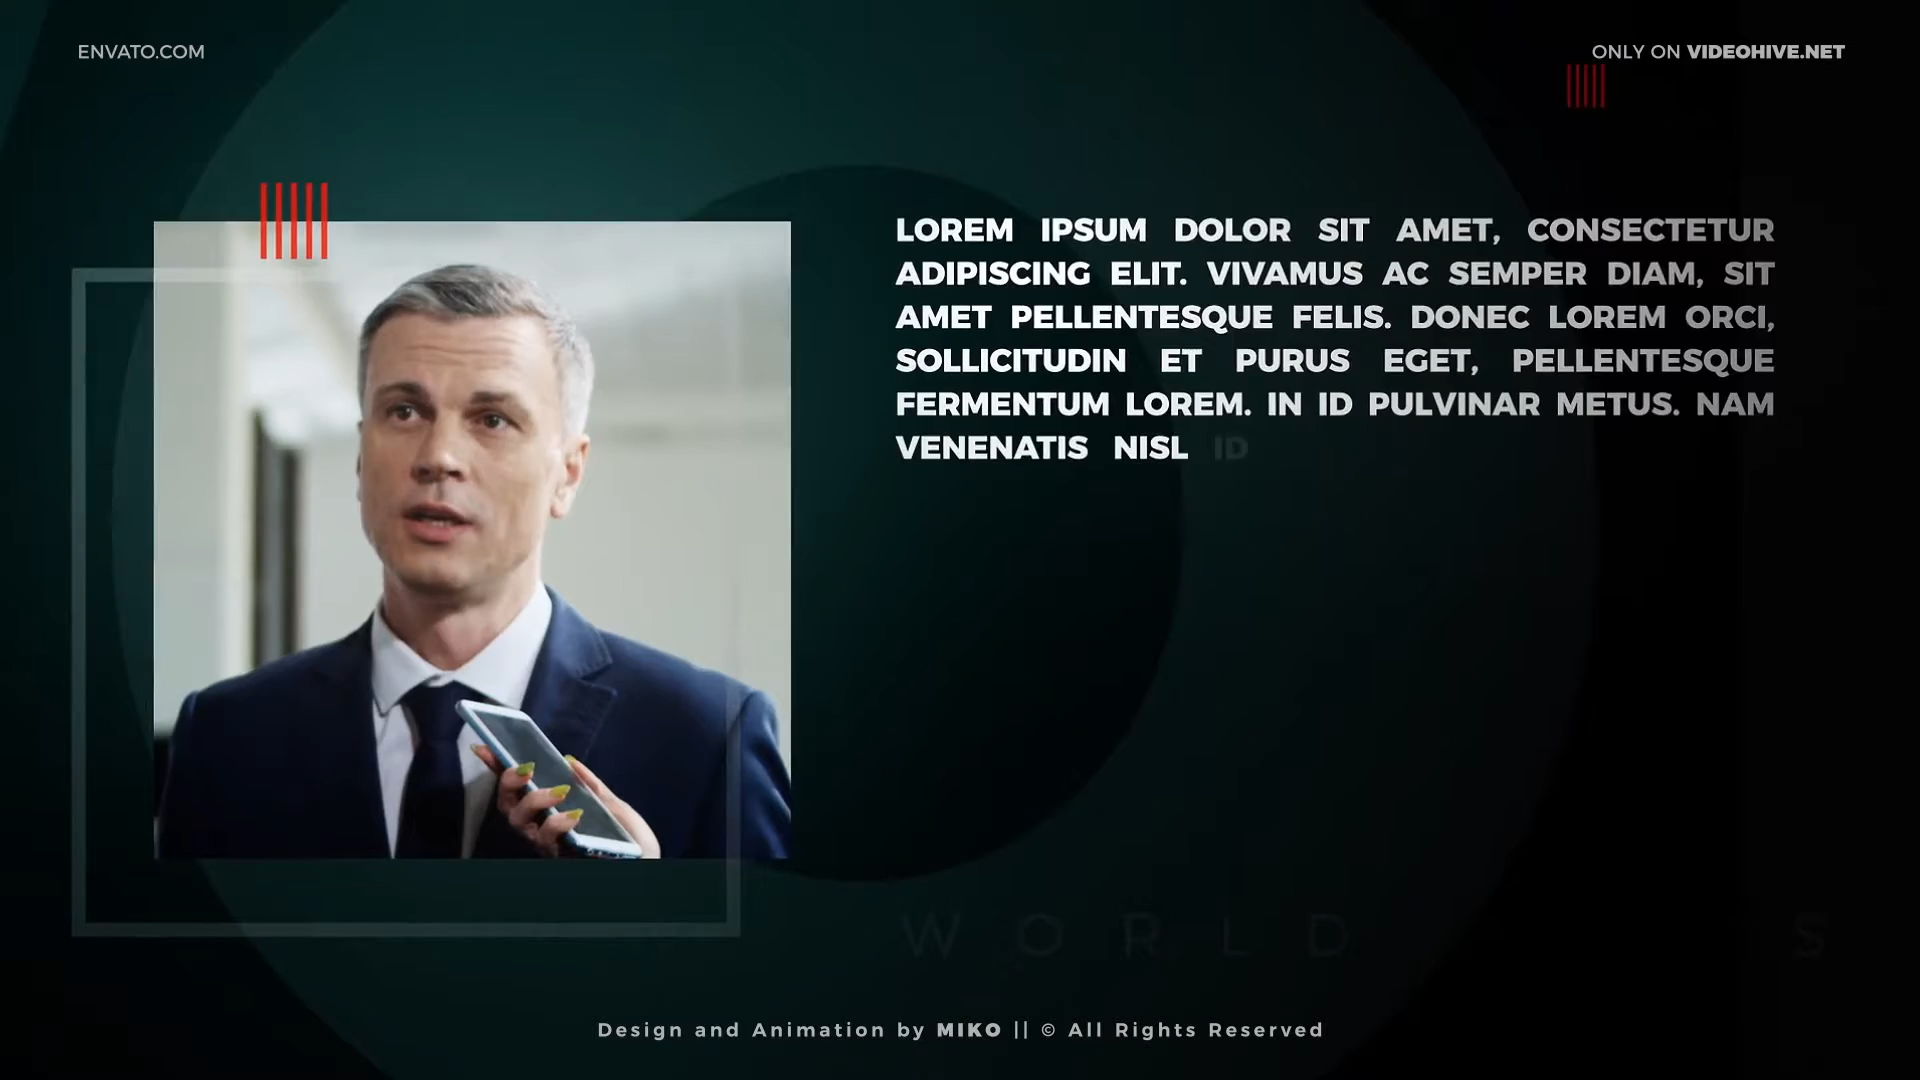 ENVATO.COM
ONLY ON VIDEOHIVE.NET
LOREM IPSUM DOLOR SIT AMET, CONSECTETUR
ADIPISCING ELIT. VIVAMUS AC SEMPER DIAM, SIT
AMET PELLENTESQUE FELIS. DONEC LOREM ORCI,
SOLLICITUDIN ET PURUS EGET, PELLENTESQUE
FERMENTUM LOREM. IN ID PULVINAR METUS. NAM
VENENATIS NISL ID
WORLD
Design and Animation by MIKO || © All Rights Reserved